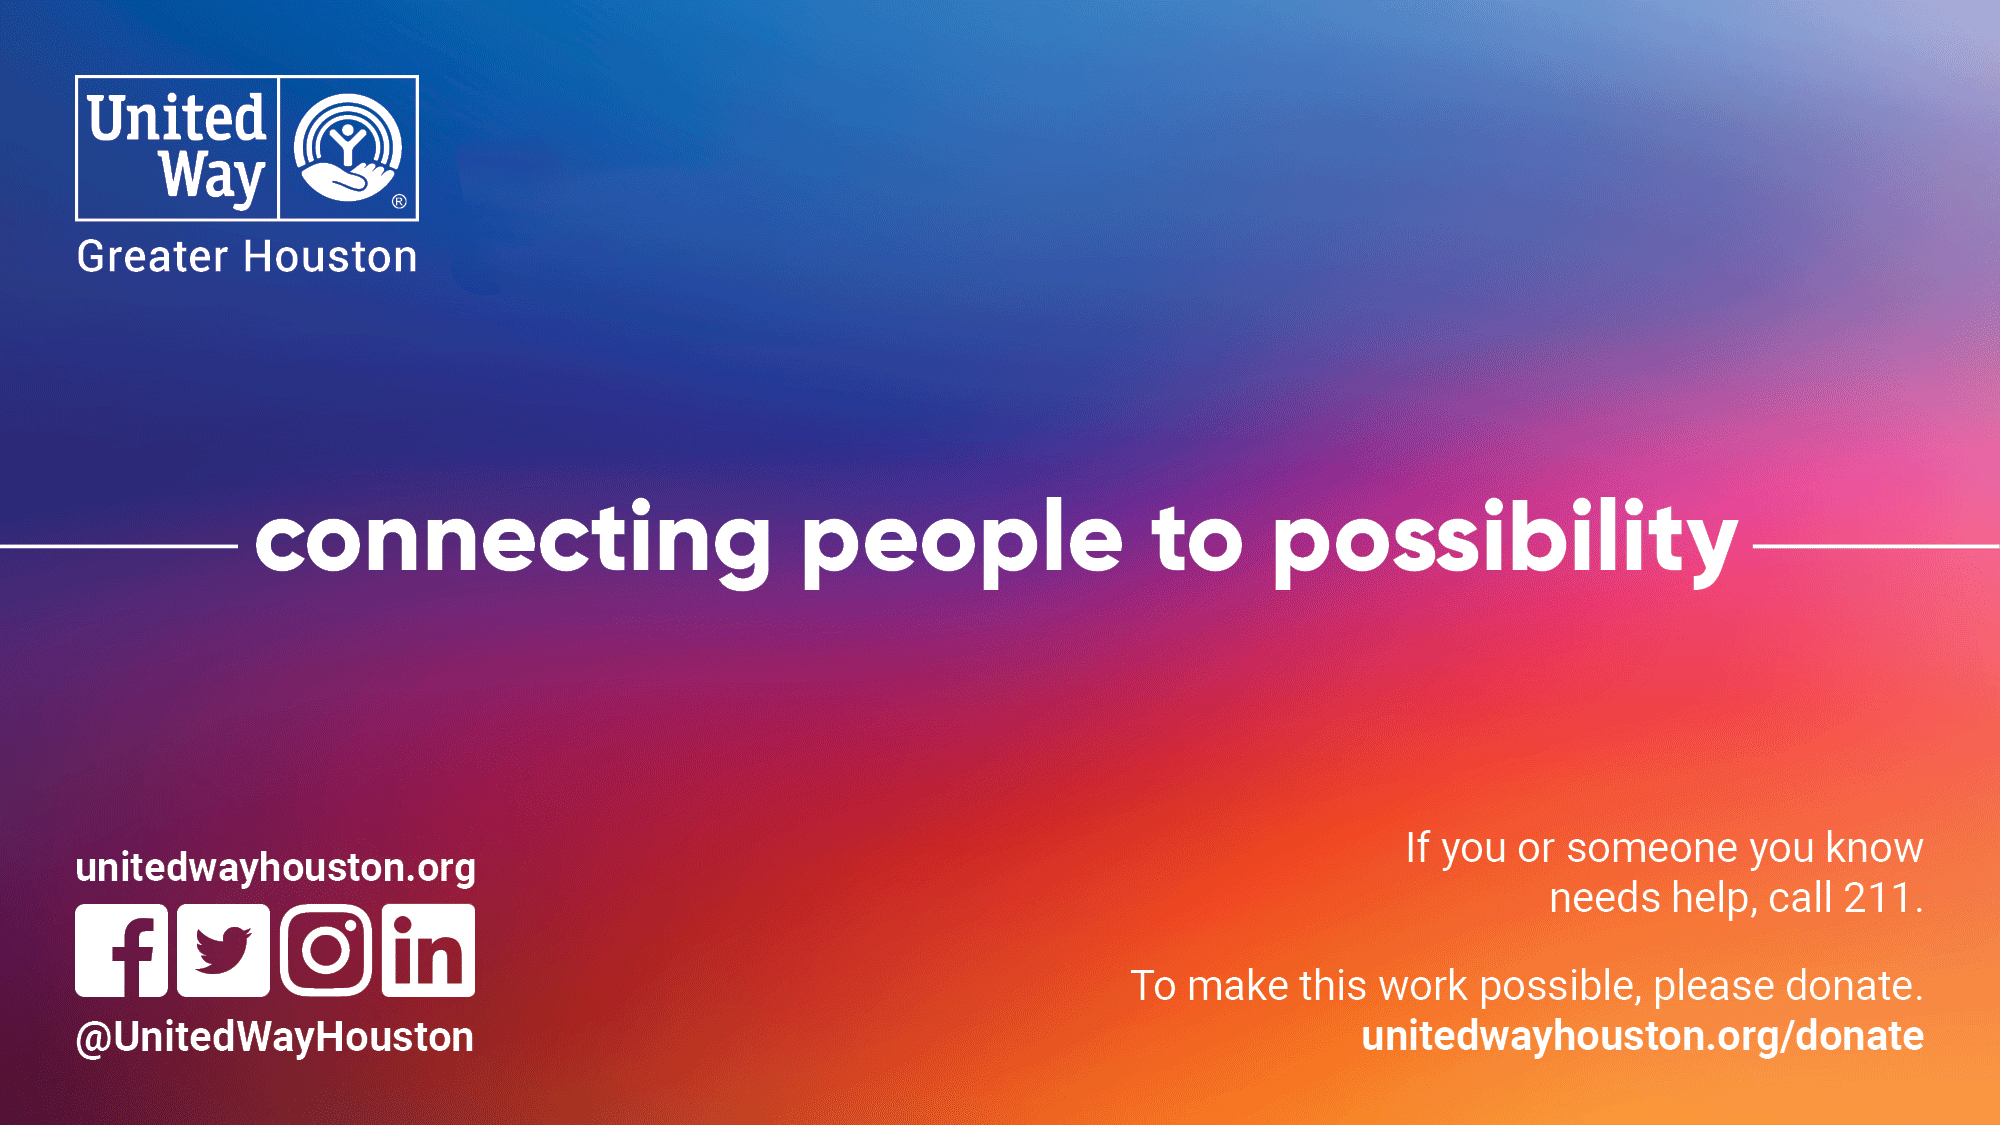 United
Way
®
Greater Houston
connecting people to possibility
unitedwayhouston.org
@UnitedWayHouston
If you or someone you know
needs help, call 211.
To make this work possible, please donate.
unitedwayhouston.org/donate